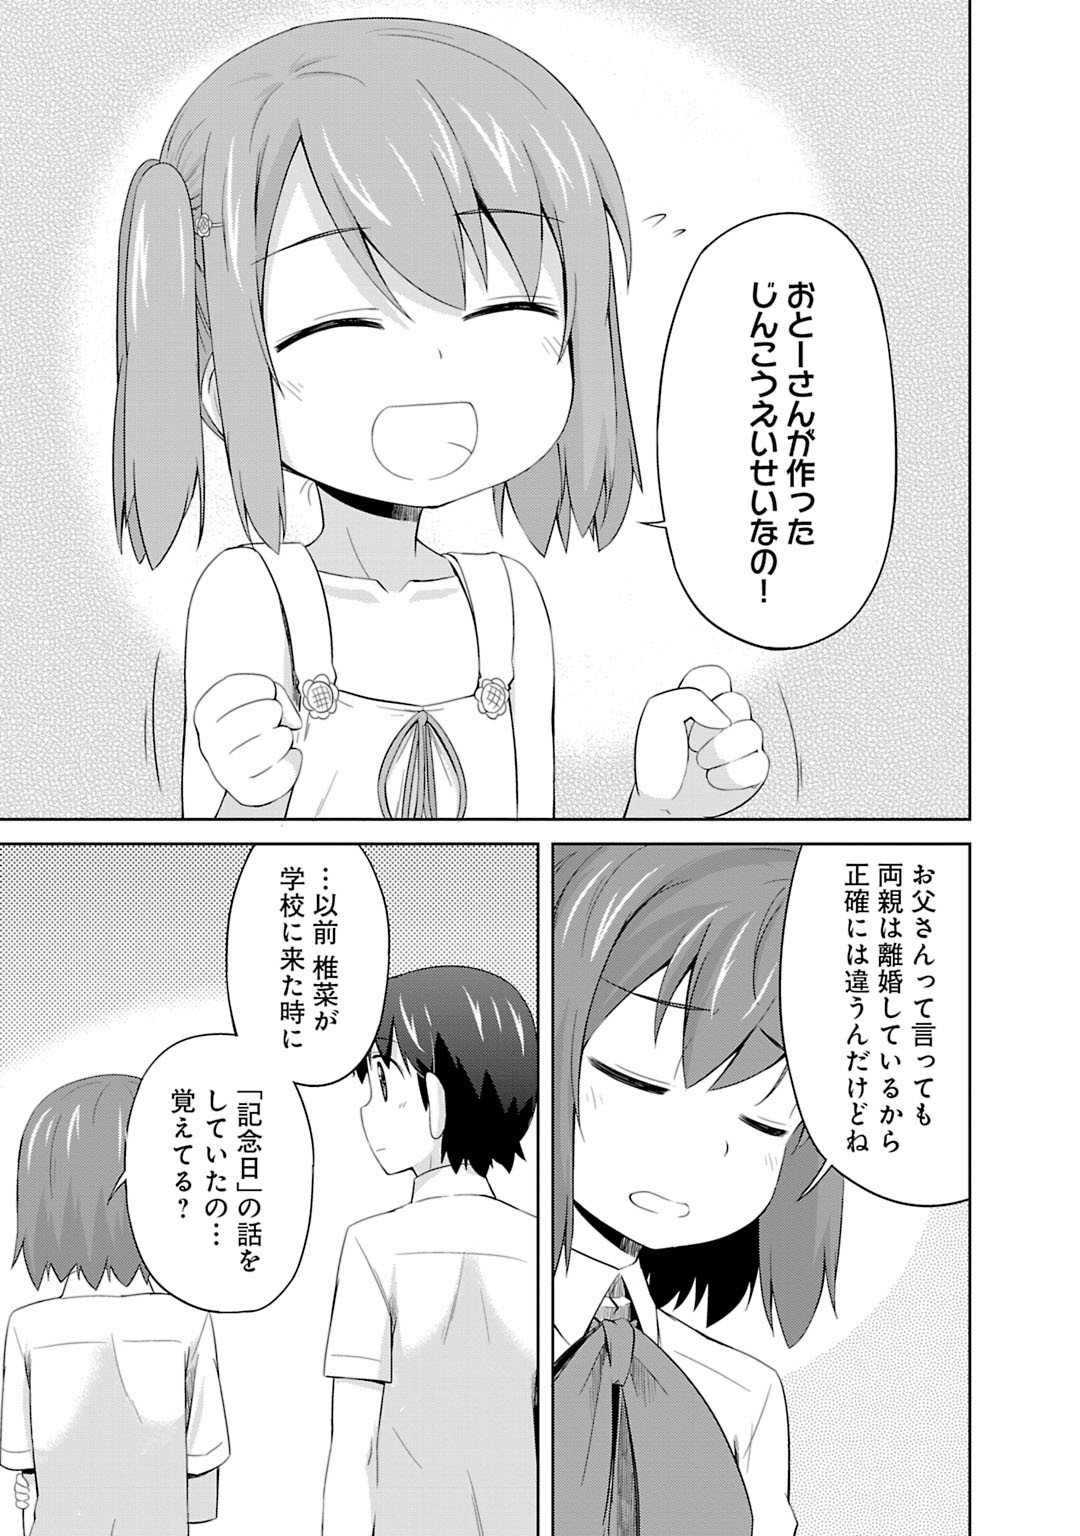 おとーさんが作った
じんこうえいせいなの！
お父さんって言っても
両親は離婚しているから
正確には違うんだけどね
…以前 椎菜が
学校に来た時に
「記念日」の話を
していたの…
覚えてる？